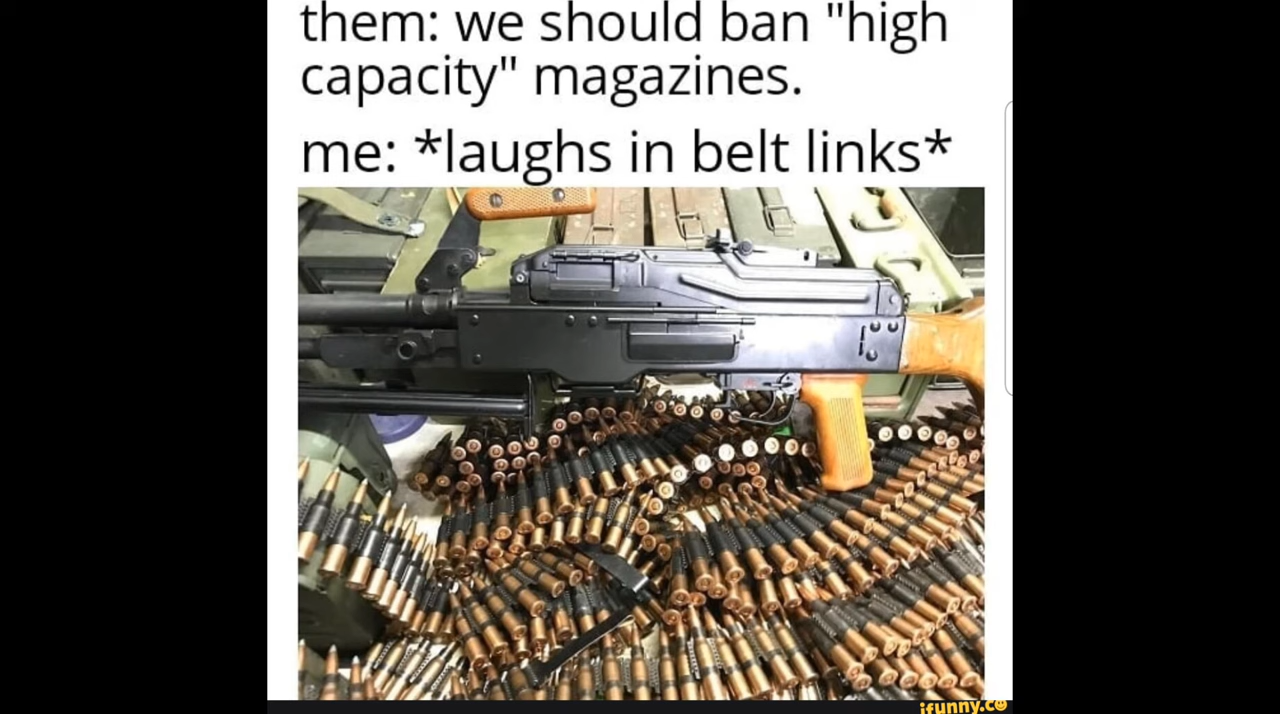 them: we should ban "high
capacity" magazines.
me: *laughs in belt links*
ifunny.co